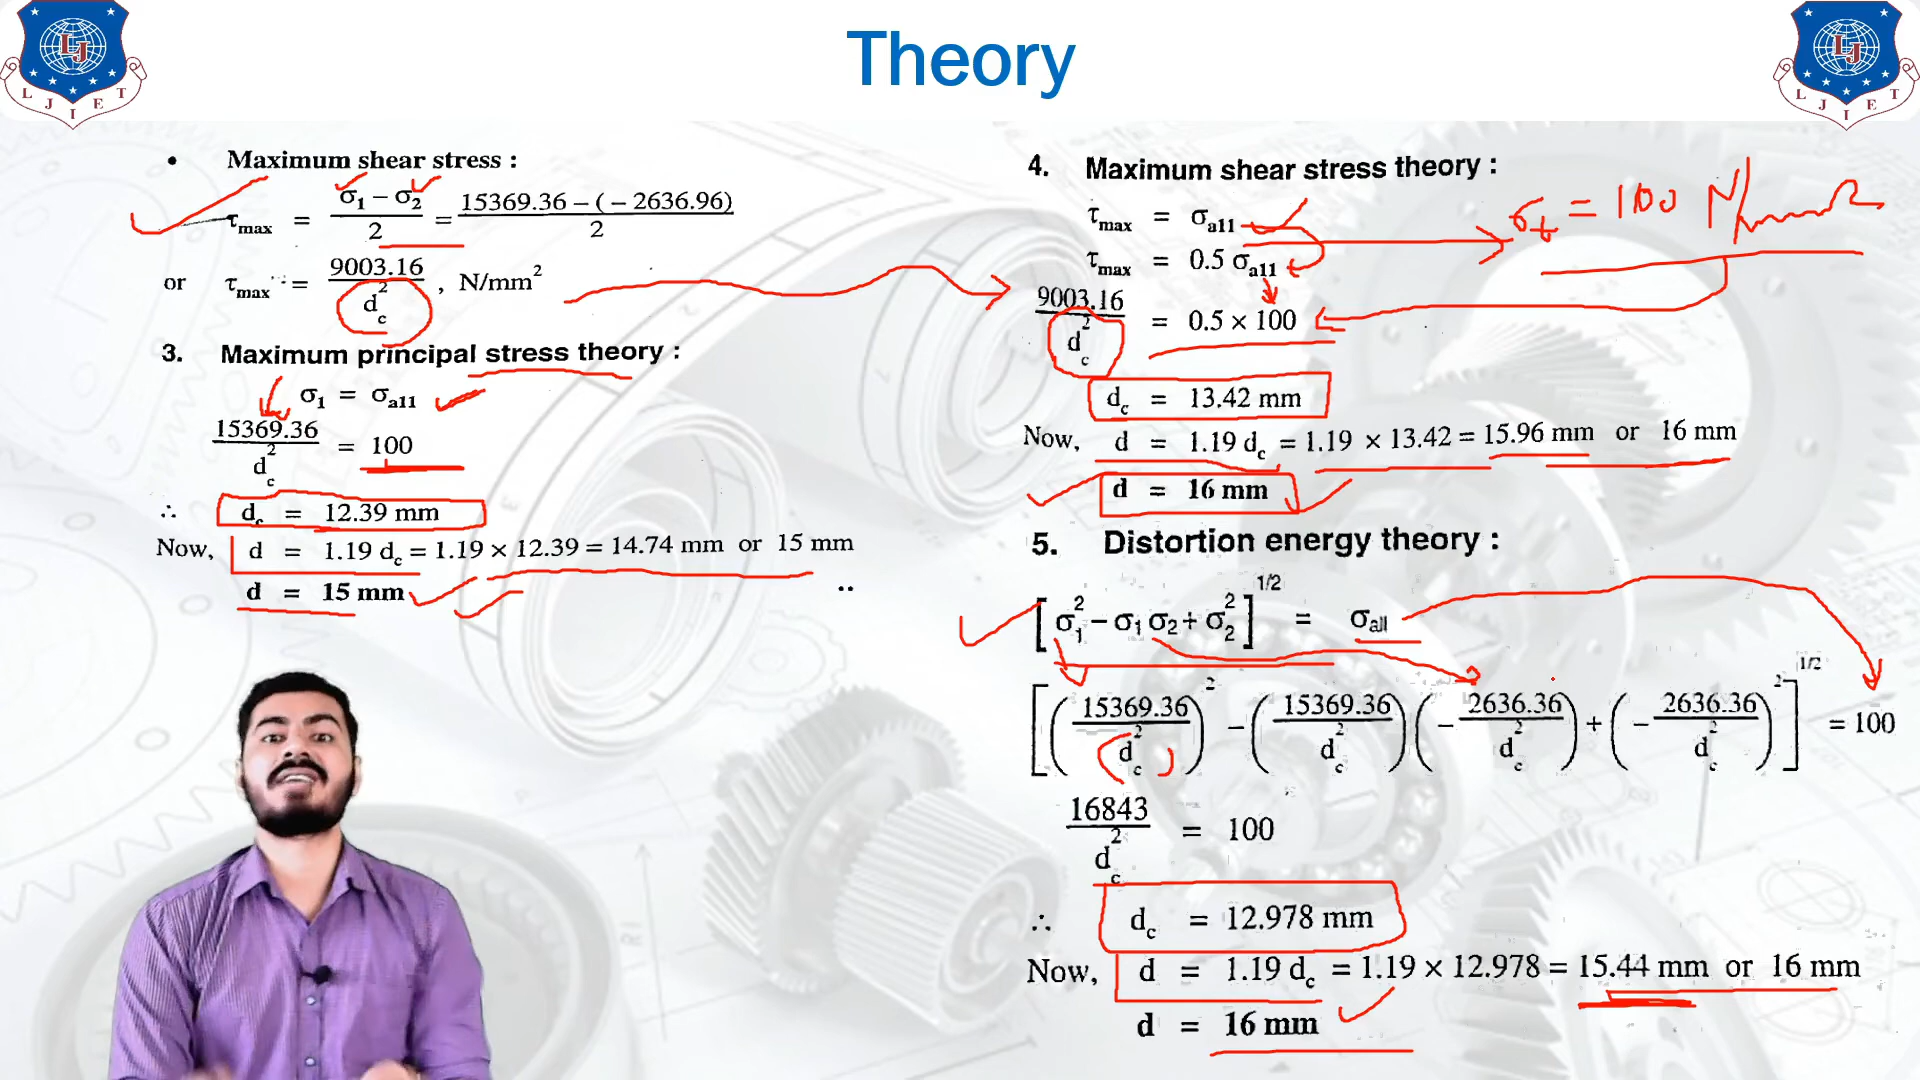 Theory
LJ
L J I E T
LJ
L J I E T
• Maximum shear stress :
τmax = (σ1 − σ2)/2 = (15369.36 − ( − 2636.96))/2
or τmax = 9003.16/dc², N/mm²
3. Maximum principal stress theory :
σ1 = σall
15369.36/dc² = 100
∴ dc = 12.39 mm
Now, d = 1.19 dc = 1.19 × 12.39 = 14.74 mm or 15 mm
d = 15 mm
4. Maximum shear stress theory :
τmax = σall
σt = 100 N/mm²
τmax = 0.5 σall
9003.16/dc² = 0.5 × 100
dc = 13.42 mm
Now, d = 1.19 dc = 1.19 × 13.42 = 15.96 mm or 16 mm
d = 16 mm
5. Distortion energy theory :
[σ1² − σ1 σ2 + σ2²]^1/2 = σall
[(15369.36/dc²)² − (15369.36/dc²)(− 2636.36/dc²) + (− 2636.36/dc²)²]^1/2 = 100
16843/dc² = 100
∴ dc = 12.978 mm
Now, d = 1.19 dc = 1.19 × 12.978 = 15.44 mm or 16 mm
d = 16 mm